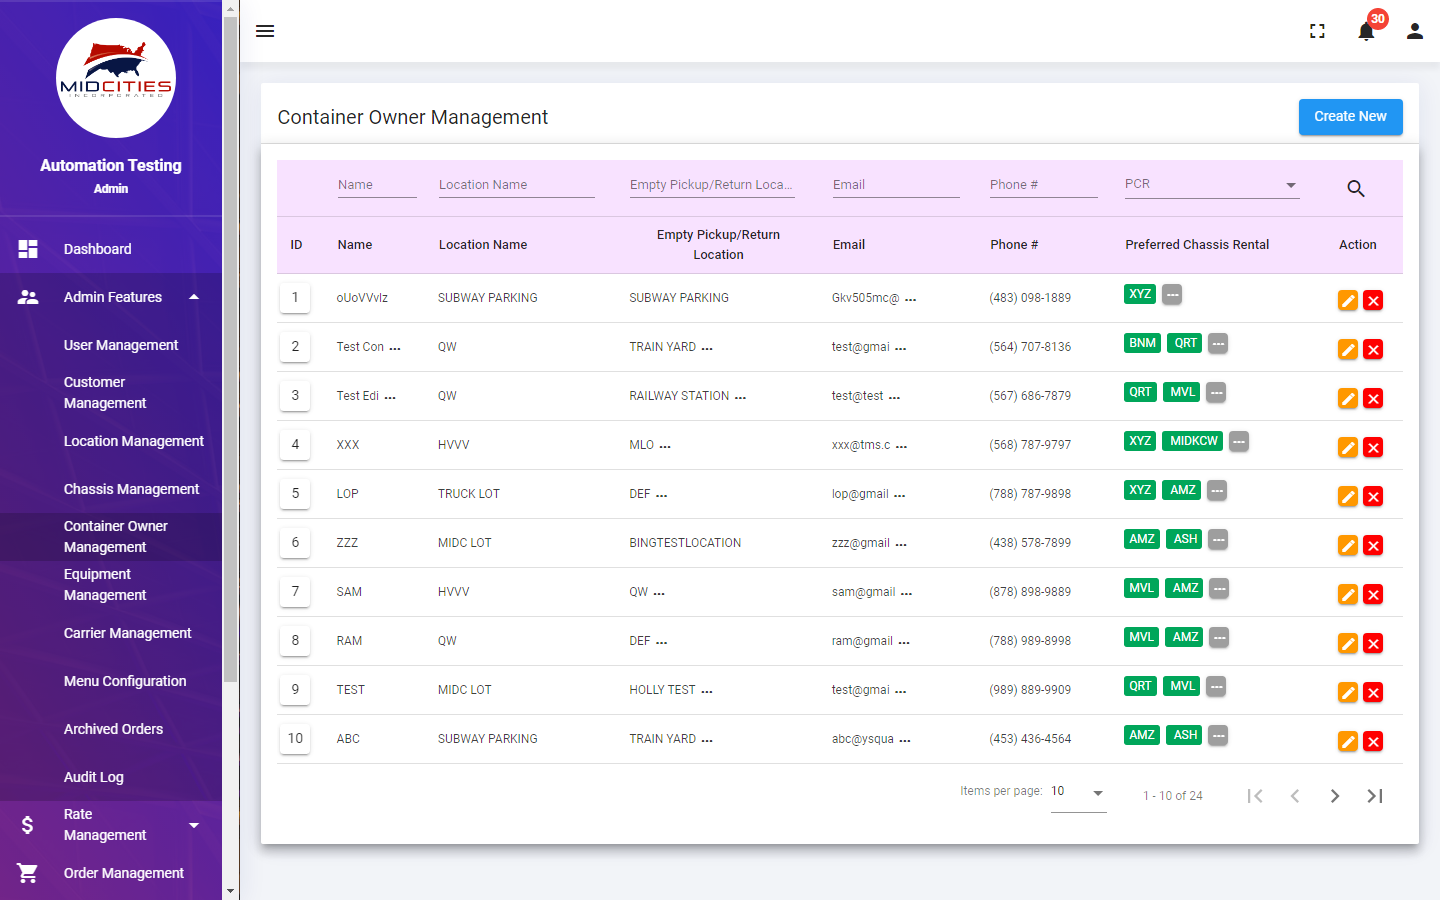 MIDCITIES
INCORPORATED
Automation Testing
Admin
Dashboard
Admin Features
User Management
Customer
Management
Location Management
Chassis Management
Container Owner
Management
Equipment
Management
Carrier Management
Menu Configuration
Archived Orders
Audit Log
Rate
Management
Order Management
30
Container Owner Management
Create New
Name Location Name Empty Pickup/Return Loca... Email Phone # PCR
ID Name Location Name Empty Pickup/Return Location Email Phone # Preferred Chassis Rental Action
1 oUoVVvIz SUBWAY PARKING SUBWAY PARKING Gkv505mc@ ... (483) 098-1889 XYZ ---
2 Test Con ... QW TRAIN YARD ... test@gmai ... (564) 707-8136 BNM QRT ---
3 Test Edi ... QW RAILWAY STATION ... test@test ... (567) 686-7879 QRT MVL ---
4 XXX HVVV MLO ... xxx@tms.c ... (568) 787-9797 XYZ MIDKCW ---
5 LOP TRUCK LOT DEF ... lop@gmail ... (788) 787-9898 XYZ AMZ ---
6 ZZZ MIDC LOT BINGTESTLOCATION zzz@gmail ... (438) 578-7899 AMZ ASH ---
7 SAM HVVV QW ... sam@gmail ... (878) 898-9889 MVL AMZ ---
8 RAM QW DEF ... ram@gmail ... (788) 989-8998 MVL AMZ ---
9 TEST MIDC LOT HOLLY TEST ... test@gmai ... (989) 889-9909 QRT MVL ---
10 ABC SUBWAY PARKING TRAIN YARD ... abc@ysqua ... (453) 436-4564 AMZ ASH ---
Items per page: 10 1 - 10 of 24